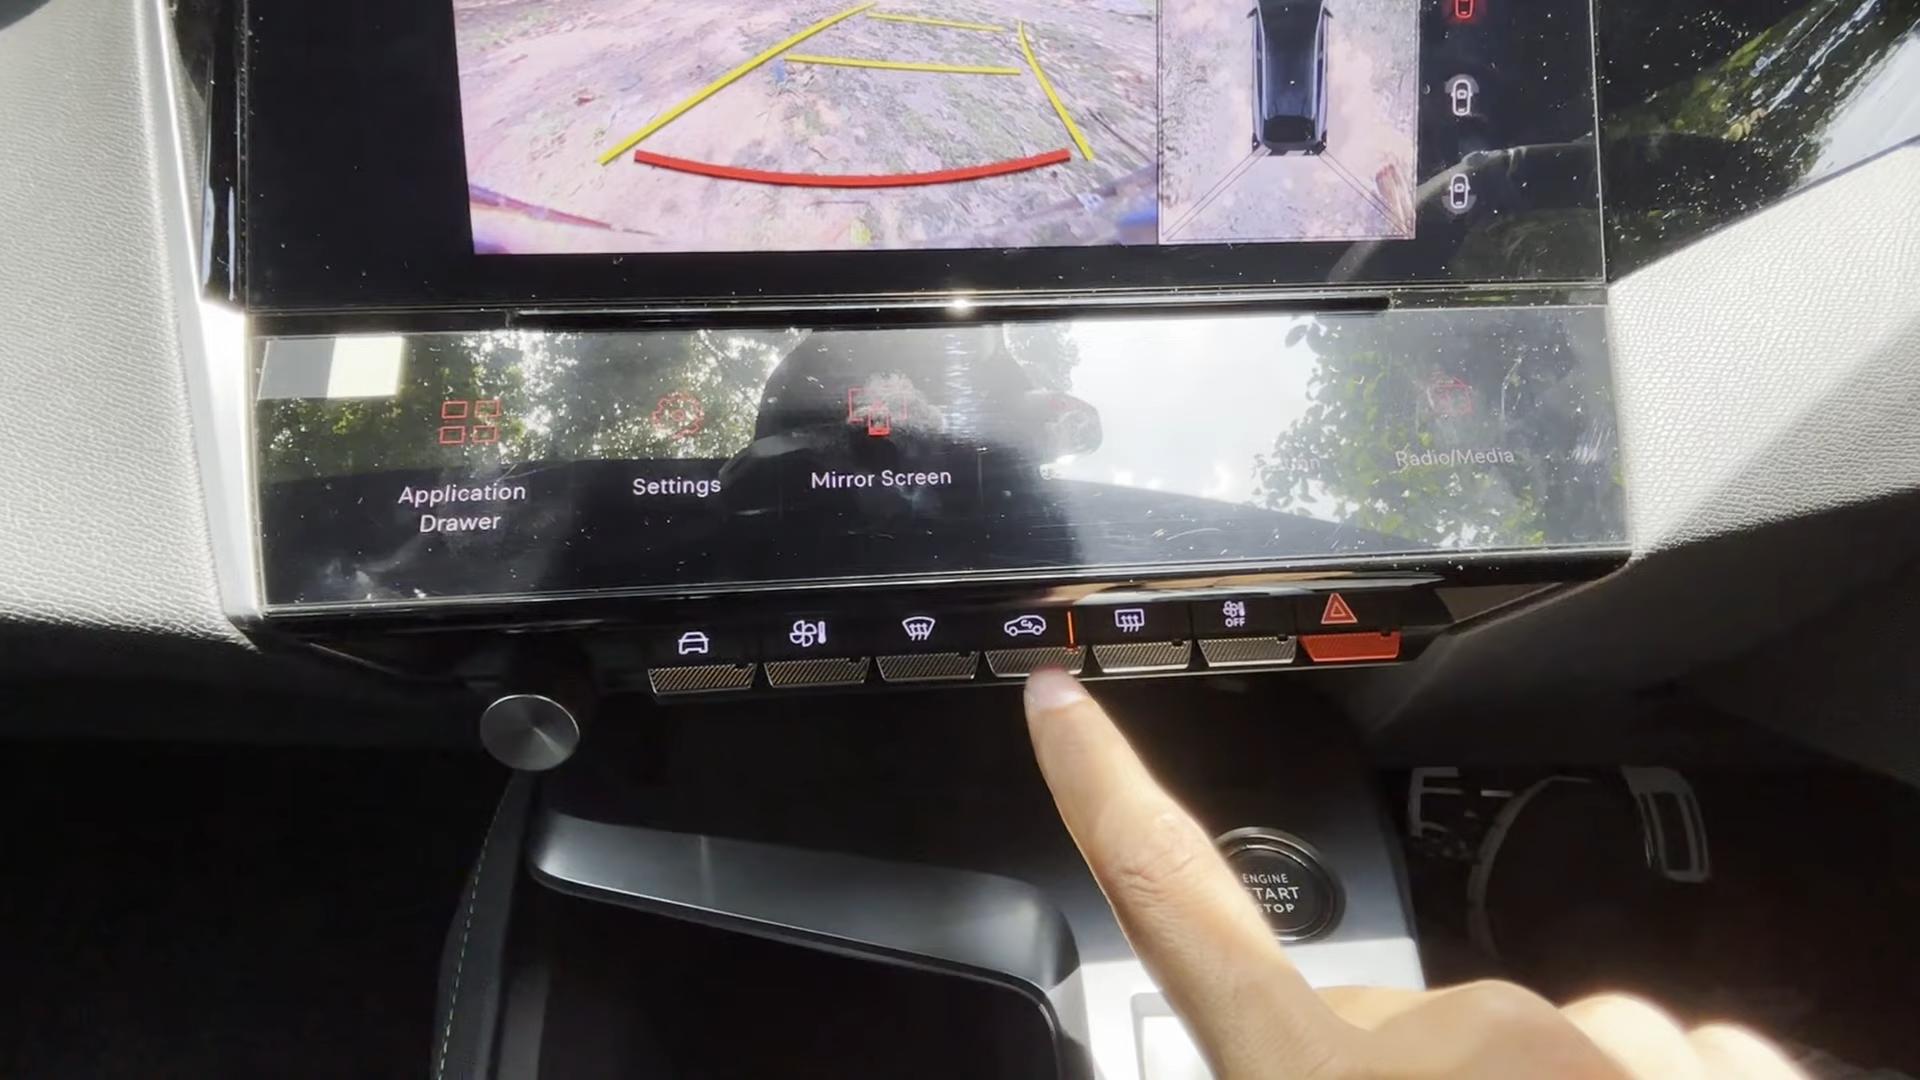 Application
Drawer
Settings
Mirror Screen
Radio/Media
OFF
ENGINE
START
STOP